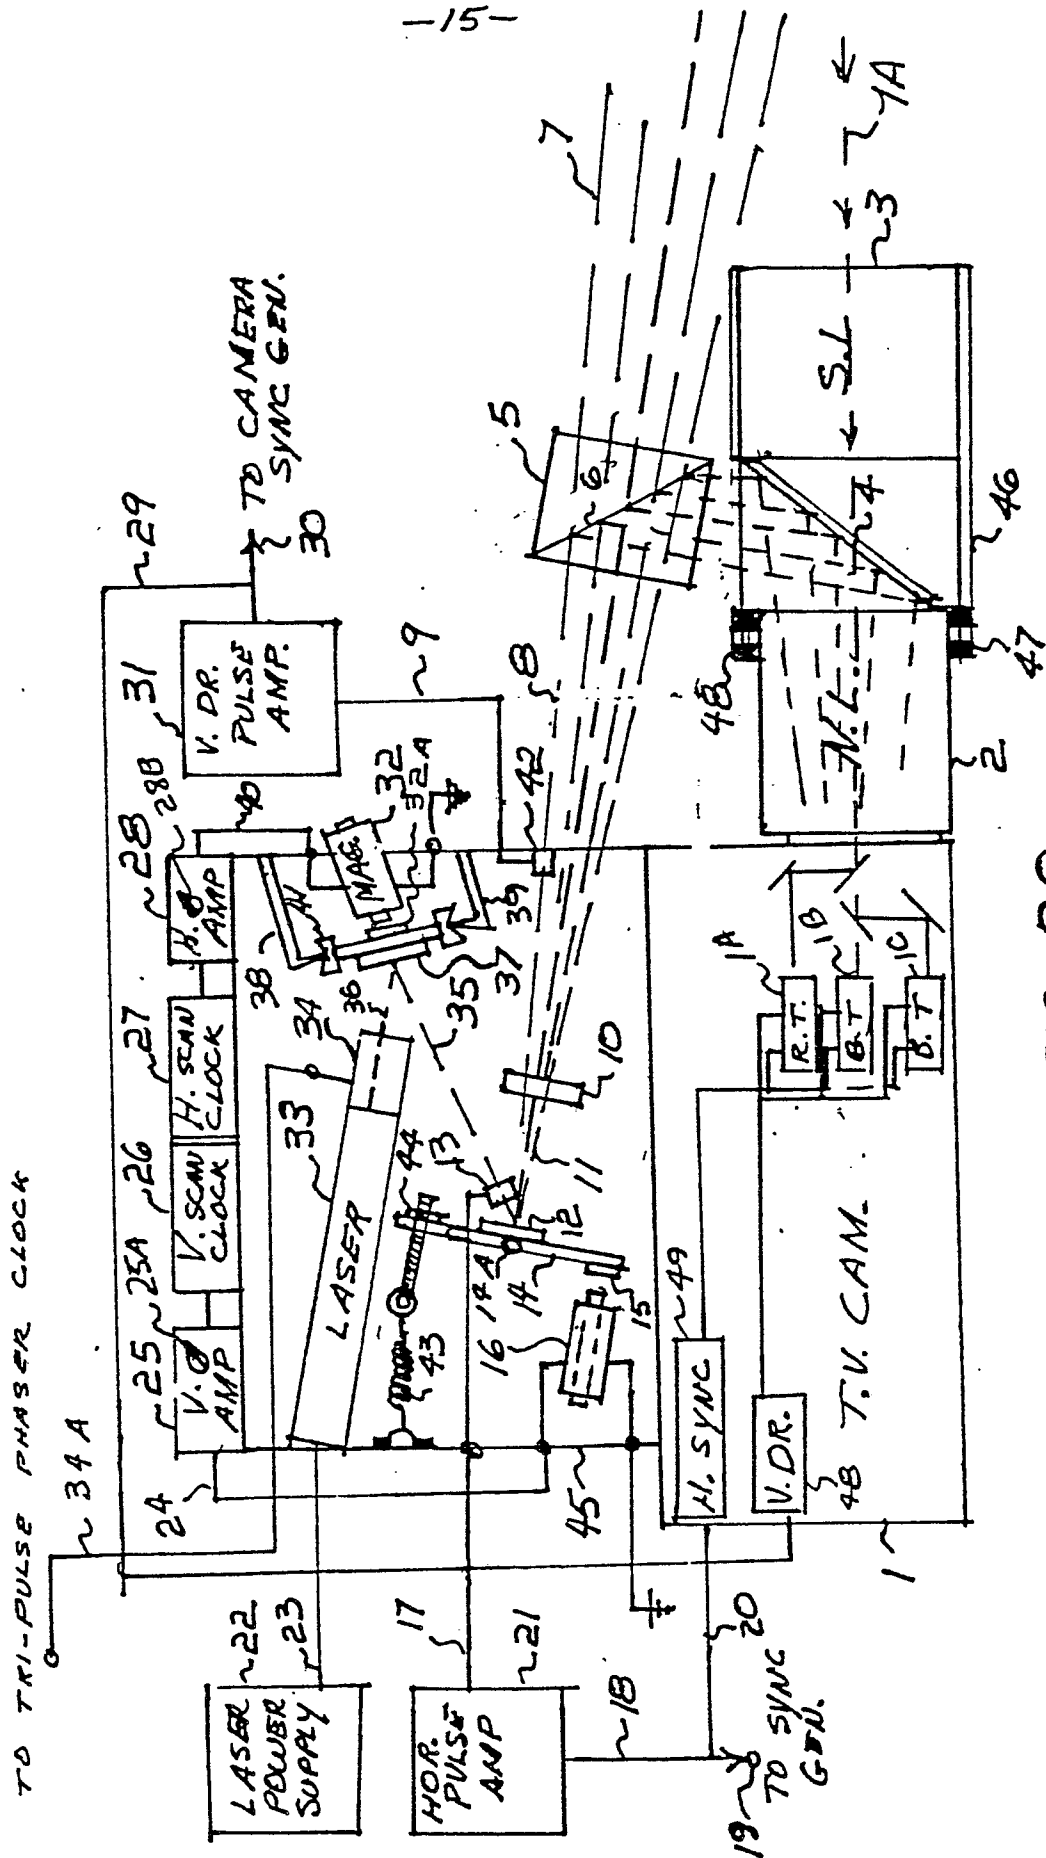 -15-
TO TRI-PULSE PHASER CLOCK
34A
29
TO CAMERA
SYNC GEN.
30
25
25A
26
27
28
28B
31
V.Ø
AMP
V. SCAN
CLOCK
H. SCAN
CLOCK
H.Ø
AMP
V. DR.
PULSE
AMP.
24
40
9
LASER
POWER
SUPPLY
22
23
33
LASER
34
36
38
41
MAG.
32
32A
39
37
35
43
44
13
42
8
5
6
7
HOR.
PULSE
AMP
17
21
14A
14
12
11
10
16
15
45
18
19
TO SYNC
GEN.
20
H. SYNC
49
V. DR.
48
T.V. CAM.
1
1A
R.T.
1B
B.T
1C
B.T
48
N.L.
2
47
4
S.L
46
3
7A